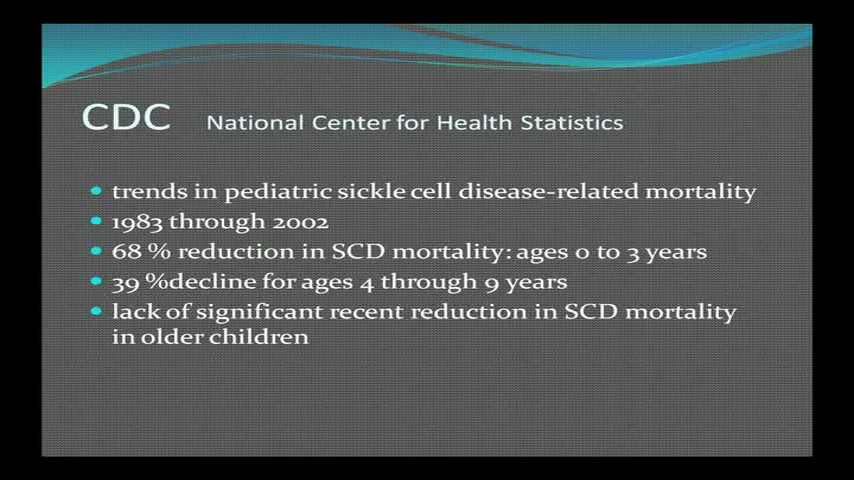 CDC National Center for Health Statistics
trends in pediatric sickle cell disease-related mortality
1983 through 2002
68 % reduction in SCD mortality: ages 0 to 3 years
39 %decline for ages 4 through 9 years
lack of significant recent reduction in SCD mortality
in older children